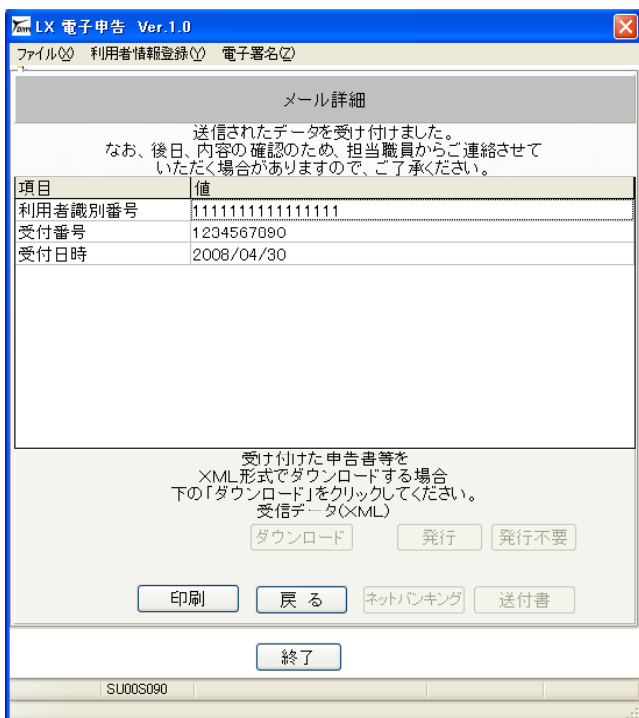 LX 電子申告 Ver.1.0
ファイル(X) 利用者情報登録(Y) 電子署名(Z)
メール詳細
送信されたデータを受け付けました。
なお、後日、内容の確認のため、担当職員からご連絡させて
いただく場合がありますので、ご了承ください。
項目 値
利用者識別番号 1111111111111111
受付番号 1234567890
受付日時 2008/04/30
受け付けた申告書等を
XML形式でダウンロードする場合
下の「ダウンロード」をクリックしてください。
受信データ(XML)
ダウンロード 発行 発行不要
印刷 戻る ネットバンキング 送付書
終了
SU00S090